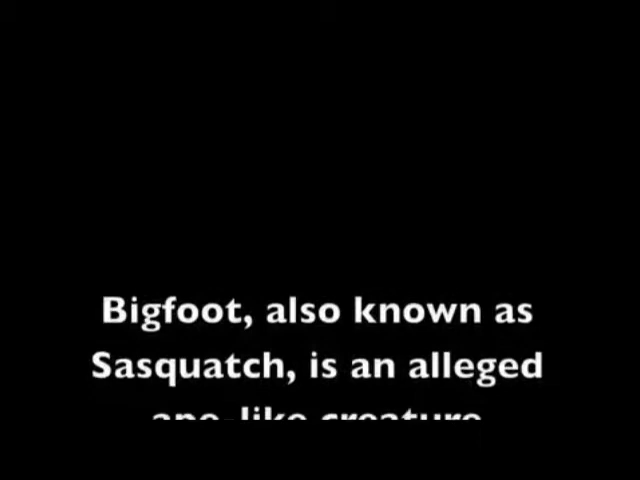 Bigfoot, also known as
Sasquatch, is an alleged
ape-like creature